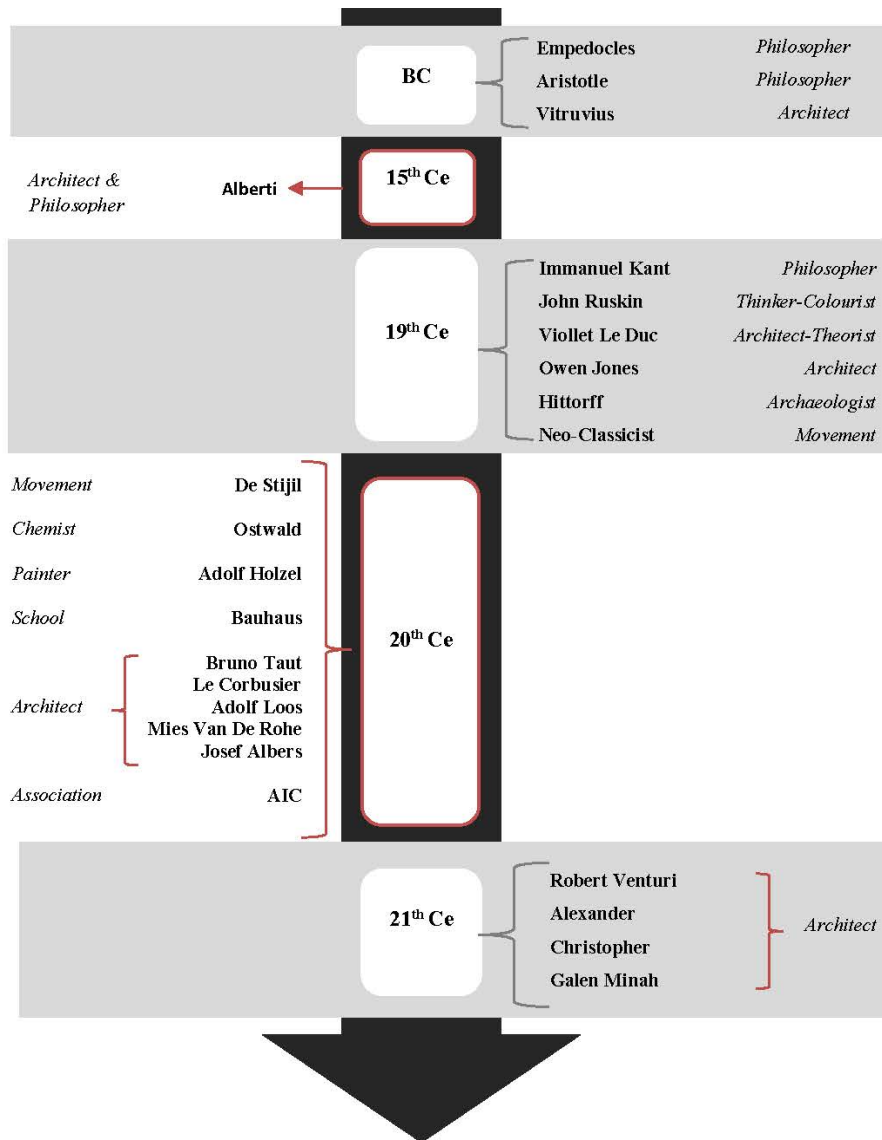 BC
Empedocles Philosopher
Aristotle Philosopher
Vitruvius Architect
Architect &
Philosopher
Alberti
15th Ce
19th Ce
Immanuel Kant Philosopher
John Ruskin Thinker-Colourist
Viollet Le Duc Architect-Theorist
Owen Jones Architect
Hittorff Archaeologist
Neo-Classicist Movement
Movement De Stijil
Chemist Ostwald
Painter Adolf Holzel
School Bauhaus
Architect
Bruno Taut
Le Corbusier
Adolf Loos
Mies Van De Rohe
Josef Albers
Association AIC
20th Ce
21th Ce
Robert Venturi
Alexander
Christopher
Galen Minah
Architect